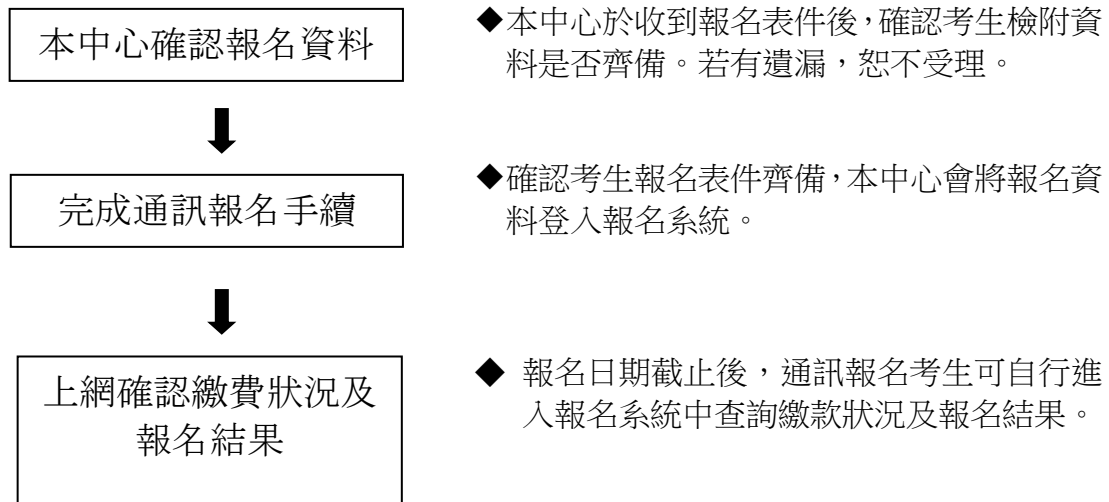 本中心確認報名資料
◆本中心於收到報名表件後，確認考生檢附資
料是否齊備。若有遺漏，恕不受理。
完成通訊報名手續
◆確認考生報名表件齊備，本中心會將報名資
料登入報名系統。
上網確認繳費狀況及
報名結果
◆ 報名日期截止後，通訊報名考生可自行進
入報名系統中查詢繳款狀況及報名結果。